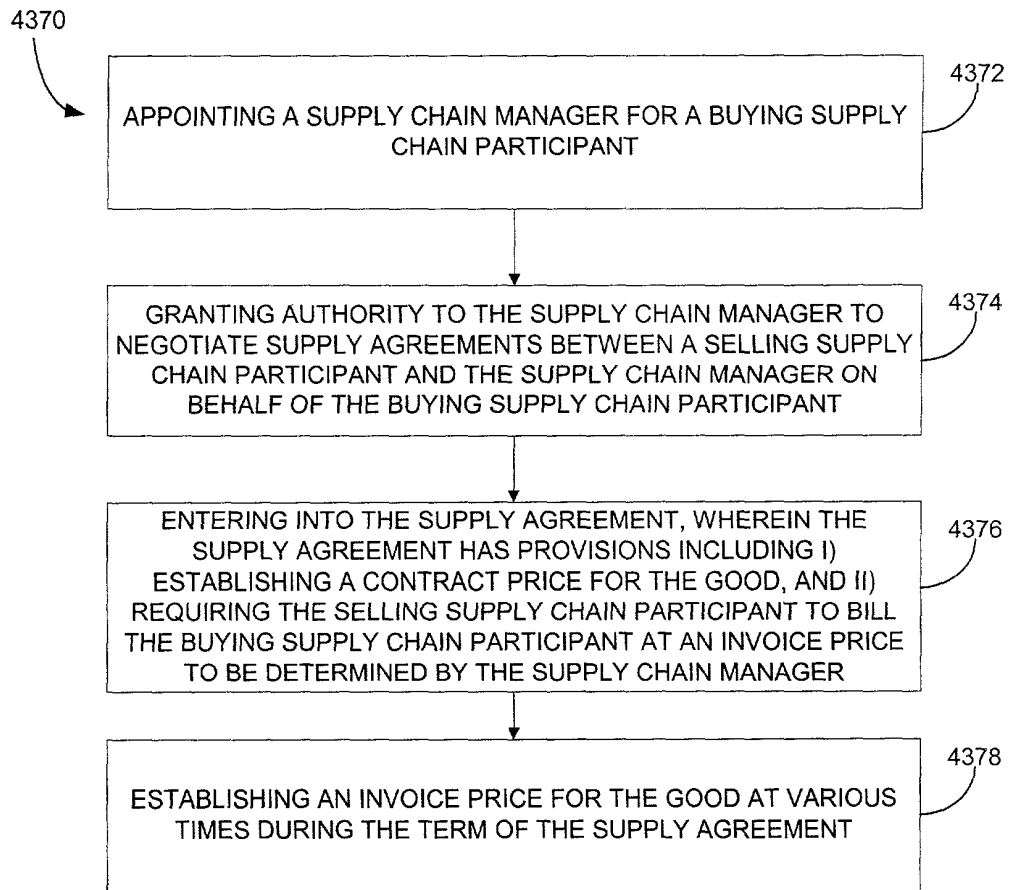 4370
4372
APPOINTING A SUPPLY CHAIN MANAGER FOR A BUYING SUPPLY
CHAIN PARTICIPANT
4374
GRANTING AUTHORITY TO THE SUPPLY CHAIN MANAGER TO
NEGOTIATE SUPPLY AGREEMENTS BETWEEN A SELLING SUPPLY
CHAIN PARTICIPANT AND THE SUPPLY CHAIN MANAGER ON
BEHALF OF THE BUYING SUPPLY CHAIN PARTICIPANT
4376
ENTERING INTO THE SUPPLY AGREEMENT, WHEREIN THE
SUPPLY AGREEMENT HAS PROVISIONS INCLUDING I)
ESTABLISHING A CONTRACT PRICE FOR THE GOOD, AND II)
REQUIRING THE SELLING SUPPLY CHAIN PARTICIPANT TO BILL
THE BUYING SUPPLY CHAIN PARTICIPANT AT AN INVOICE PRICE
TO BE DETERMINED BY THE SUPPLY CHAIN MANAGER
4378
ESTABLISHING AN INVOICE PRICE FOR THE GOOD AT VARIOUS
TIMES DURING THE TERM OF THE SUPPLY AGREEMENT